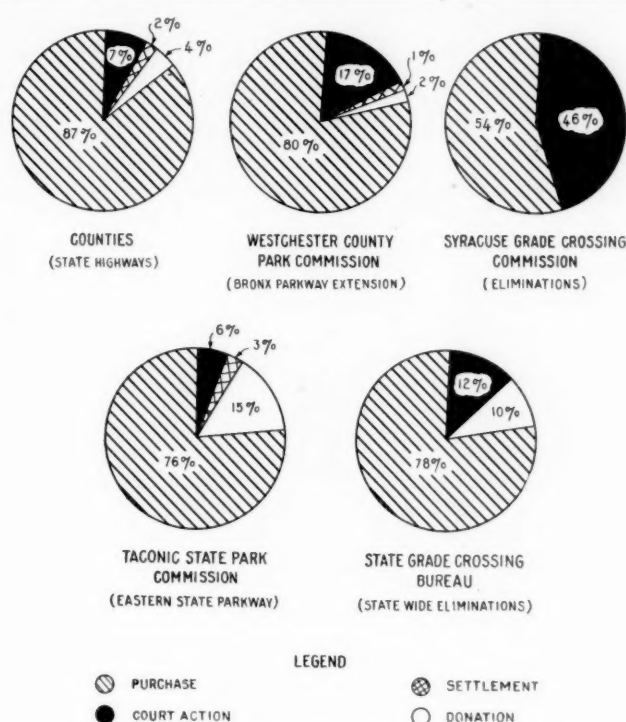 2%
4%
7%
87%
COUNTIES
(STATE HIGHWAYS)
1%
2%
17%
80%
WESTCHESTER COUNTY
PARK COMMISSION
(BRONX PARKWAY EXTENSION)
54%
46%
SYRACUSE GRADE CROSSING
COMMISSION
(ELIMINATIONS)
6%
3%
15%
76%
TACONIC STATE PARK
COMMISSION
(EASTERN STATE PARKWAY)
12%
10%
78%
STATE GRADE CROSSING
BUREAU
(STATE WIDE ELIMINATIONS)
LEGEND
PURCHASE
SETTLEMENT
COURT ACTION
DONATION